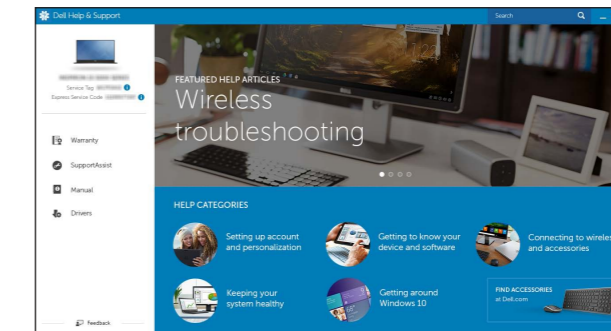 Dell Help & Support
Search
Service Tag:
Express Service Code:
Warranty
SupportAssist
Manual
Drivers
Feedback
FEATURED HELP ARTICLES
Wireless
troubleshooting
HELP CATEGORIES
Setting up account
and personalization
Getting to know your
device and software
Connecting to wireles
and accessories
Keeping your
system healthy
Getting around
Windows 10
FIND ACCESSORIES
at Dell.com